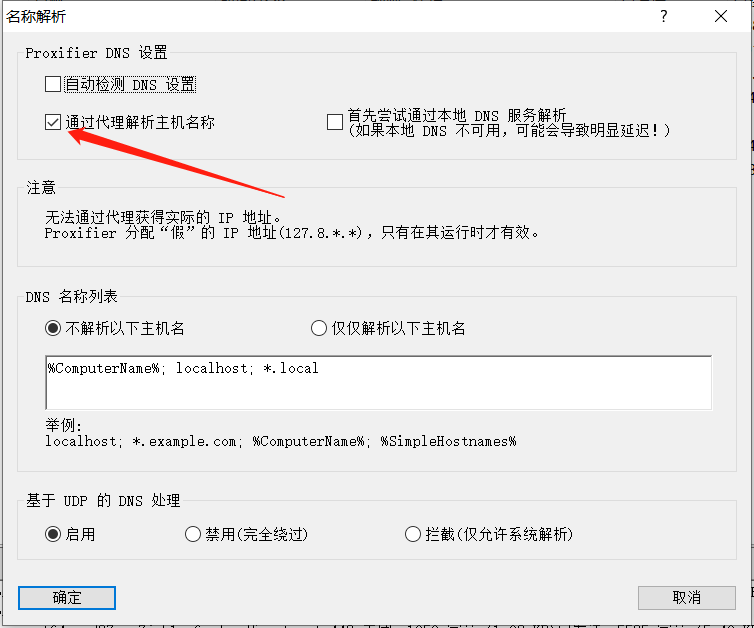 名称解析
?
Proxifier DNS 设置
自动检测 DNS 设置
通过代理解析主机名称
首先尝试通过本地 DNS 服务解析
(如果本地 DNS 不可用，可能会导致明显延迟！)
注意
无法通过代理获得实际的 IP 地址。
Proxifier 分配“假”的 IP 地址(127.8.*.*)，只有在其运行时才有效。
DNS 名称列表
不解析以下主机名
仅仅解析以下主机名
%ComputerName%; localhost; *.local
举例：
localhost; *.example.com; %ComputerName%; %SimpleHostnames%
基于 UDP 的 DNS 处理
启用
禁用(完全绕过)
拦截(仅允许系统解析)
确定
取消